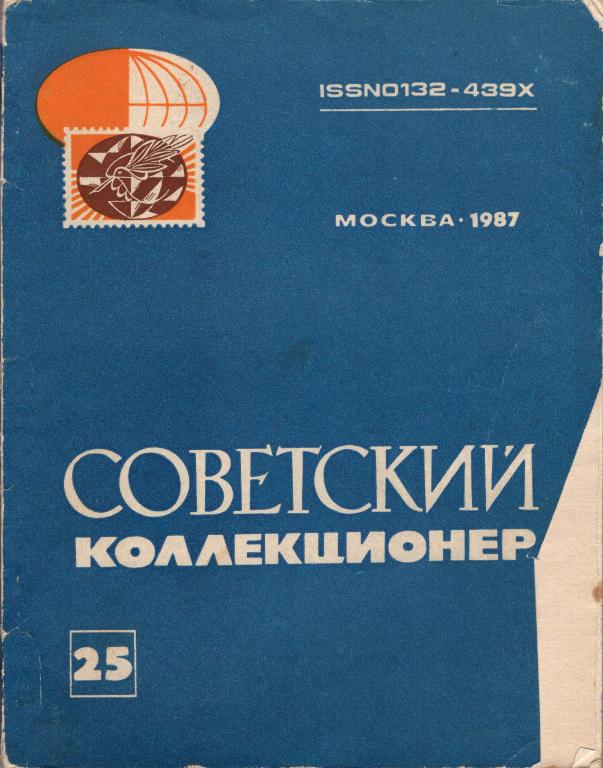 ISSN0132-439X
МОСКВА·1987
СОВЕТСКИЙ
КОЛЛЕКЦИОНЕР
25